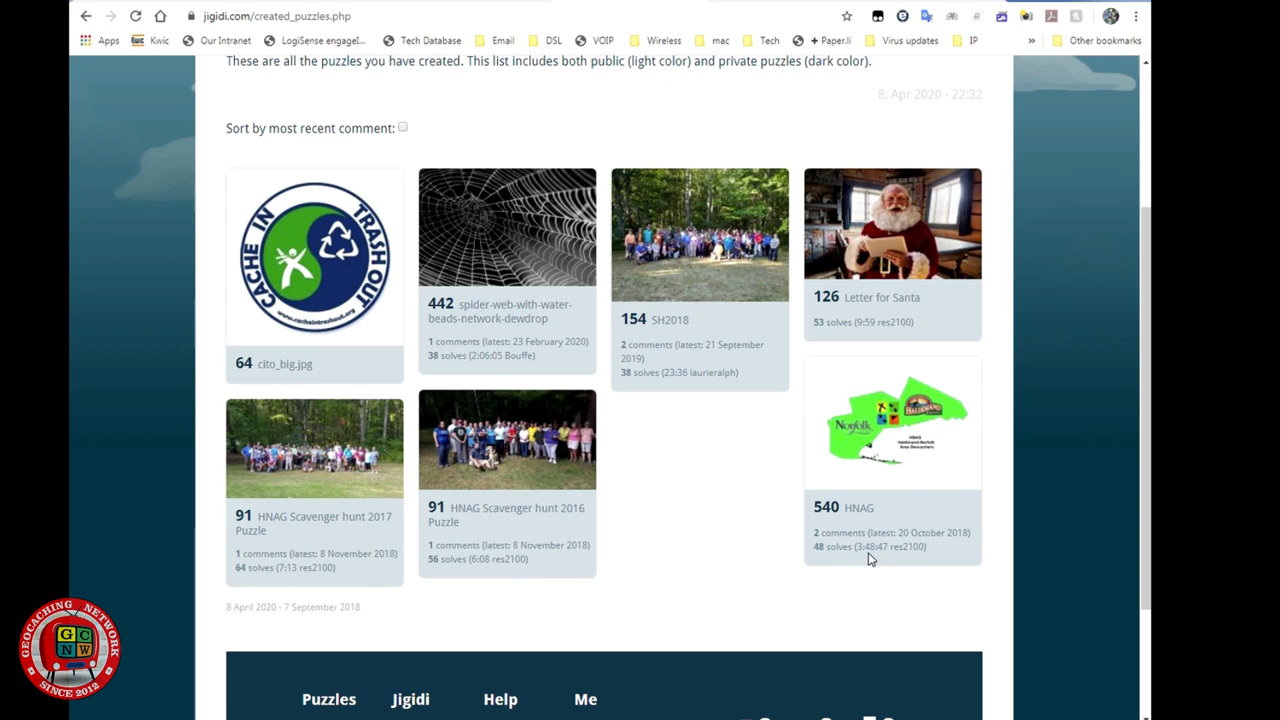 jigidi.com/created_puzzles.php
Apps Kwic Our Intranet LogiSense engageI... Tech Database Email DSL VOIP Wireless mac Tech + Paper.li Virus updates IP » Other bookmarks
These are all the puzzles you have created. This list includes both public (light color) and private puzzles (dark color).
8. Apr 2020 - 22:32
Sort by most recent comment:
CACHE IN TRASH OUT
www.cacheintrashout.org
64 cito_big.jpg
442 spider-web-with-water-
beads-network-dewdrop
1 comments (latest: 23 February 2020)
38 solves (2:06:05 Bouffe)
154 SH2018
2 comments (latest: 21 September
2019)
38 solves (23:36 laurieralph)
126 Letter for Santa
53 solves (9:59 res2100)
91 HNAG Scavenger hunt 2017
Puzzle
1 comments (latest: 8 November 2018)
64 solves (7:13 res2100)
91 HNAG Scavenger hunt 2016
Puzzle
1 comments (latest: 8 November 2018)
56 solves (6:08 res2100)
Norfolk
HALDIMAND
HNAG
Haldimand-Norfolk
Area Geocachers
540 HNAG
2 comments (latest: 20 October 2018)
48 solves (3:48:47 res2100)
8 April 2020 - 7 September 2018
Puzzles Jigidi Help Me
GEOCACHING NETWORK
G C
N W
SINCE 2012